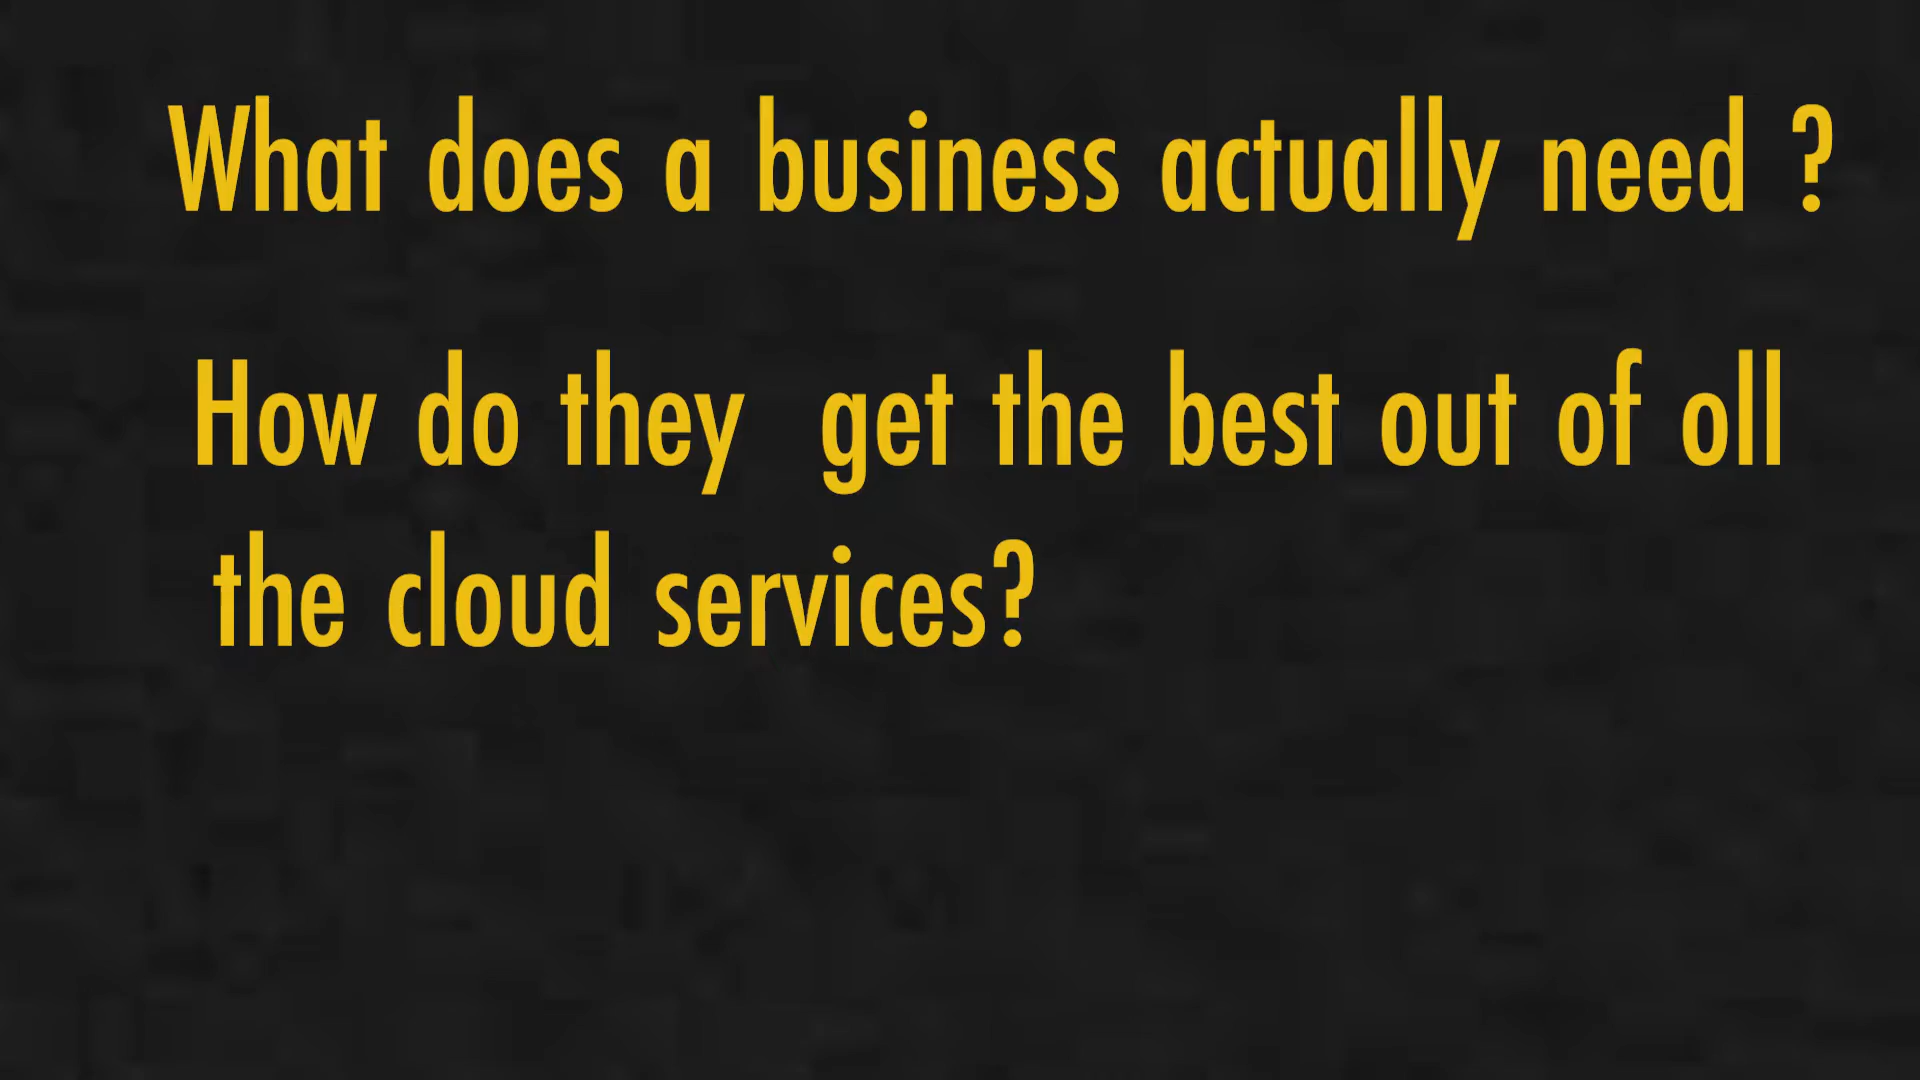 What does a business actually need ?
How do they  get the best out of oll
the cloud services?